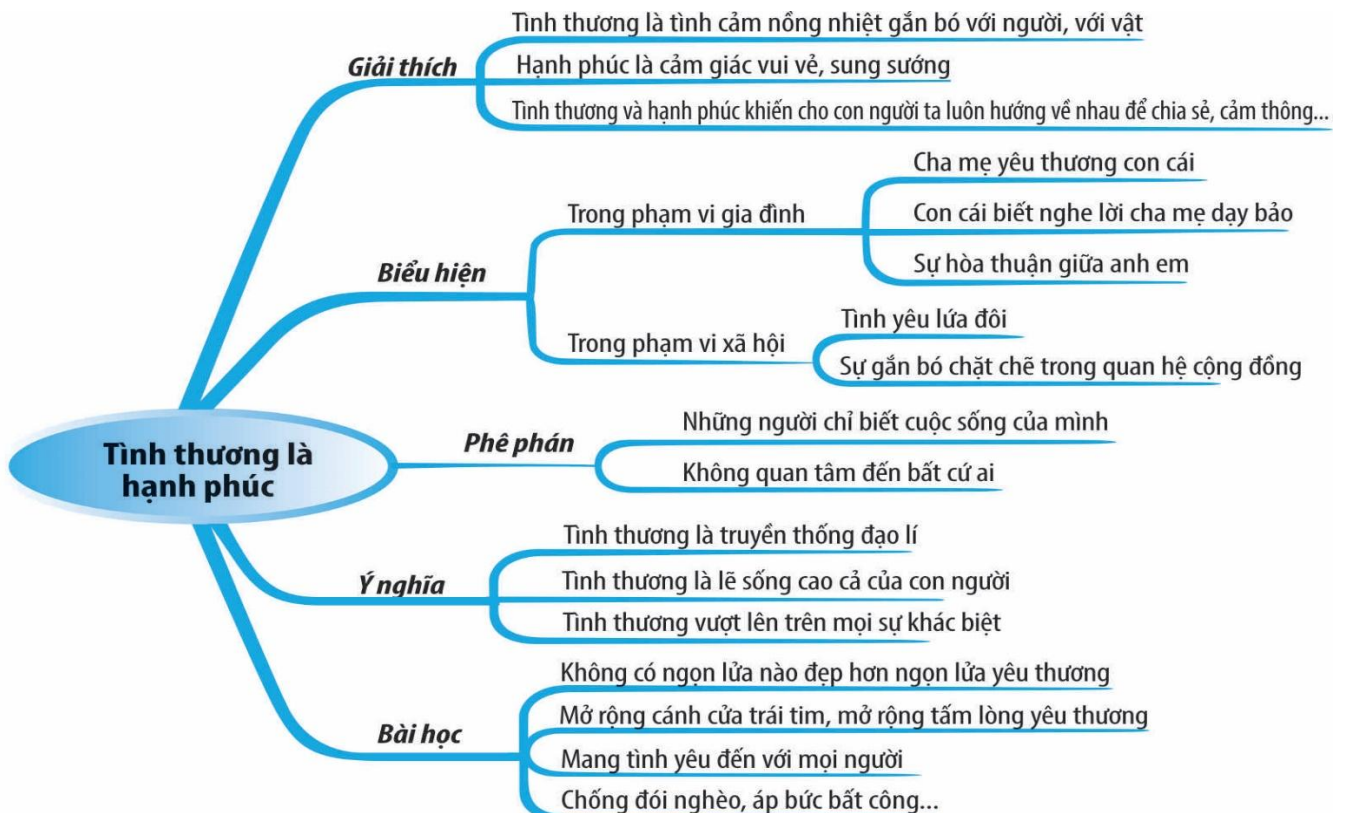 Tình thương là
hạnh phúc
Giải thích
Tình thương là tình cảm nồng nhiệt gắn bó với người, với vật
Hạnh phúc là cảm giác vui vẻ, sung sướng
Tình thương và hạnh phúc khiến cho con người ta luôn hướng về nhau để chia sẻ, cảm thông...
Biểu hiện
Trong phạm vi gia đình
Cha mẹ yêu thương con cái
Con cái biết nghe lời cha mẹ dạy bảo
Sự hòa thuận giữa anh em
Trong phạm vi xã hội
Tình yêu lứa đôi
Sự gắn bó chặt chẽ trong quan hệ cộng đồng
Phê phán
Những người chỉ biết cuộc sống của mình
Không quan tâm đến bất cứ ai
Ý nghĩa
Tình thương là truyền thống đạo lí
Tình thương là lẽ sống cao cả của con người
Tình thương vượt lên trên mọi sự khác biệt
Bài học
Không có ngọn lửa nào đẹp hơn ngọn lửa yêu thương
Mở rộng cánh cửa trái tim, mở rộng tấm lòng yêu thương
Mang tình yêu đến với mọi người
Chống đói nghèo, áp bức bất công...